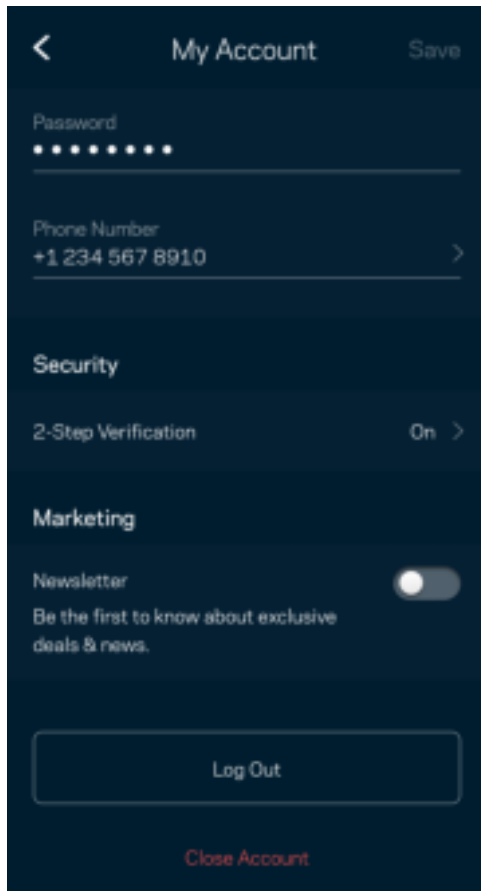 My Account Save
Password
••••••••
Phone Number
+1 234 567 8910
Security
2-Step Verification On
Marketing
Newsletter
Be the first to know about exclusive
deals & news.
Log Out
Close Account